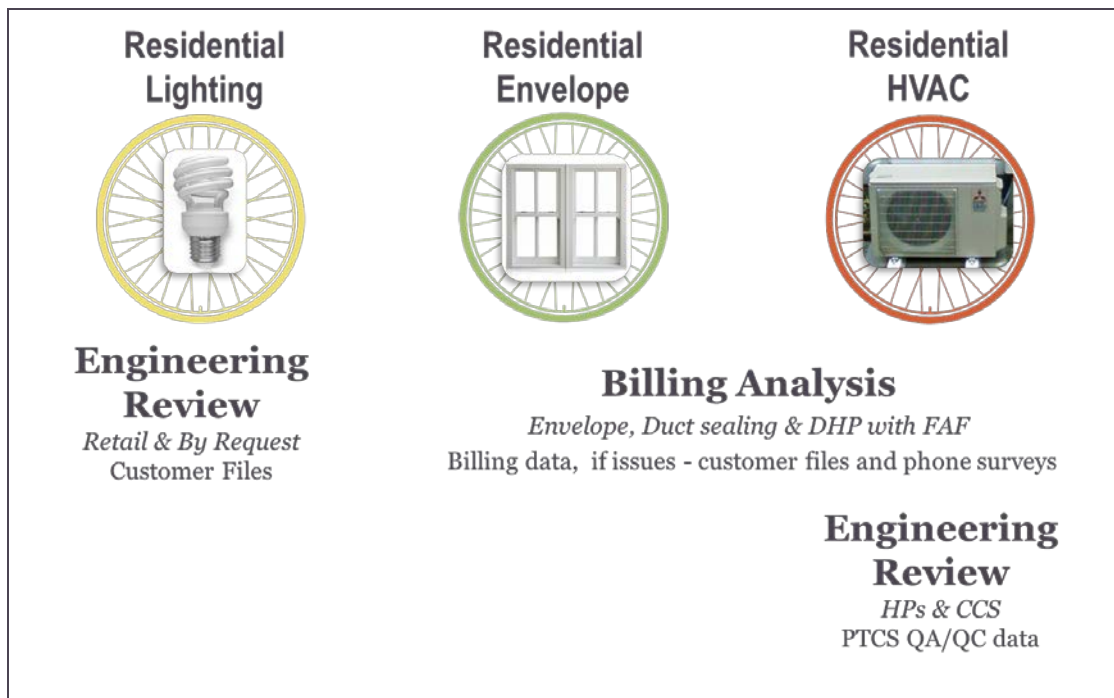 Residential
Lighting
Residential
Envelope
Residential
HVAC
Engineering
Review
Retail & By Request
Customer Files
Billing Analysis
Envelope, Duct sealing & DHP with FAF
Billing data,  if issues - customer files and phone surveys
Engineering
Review
HPs & CCS
PTCS QA/QC data